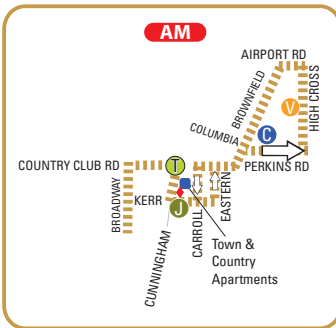 AM
AIRPORT RD
BROWNFIELD
HIGH CROSS
V
COLUMBIA
C
PERKINS RD
COUNTRY CLUB RD
T
BROADWAY
KERR
J
CUNNINGHAM
CARROLL
EASTERN
Town &
Country
Apartments